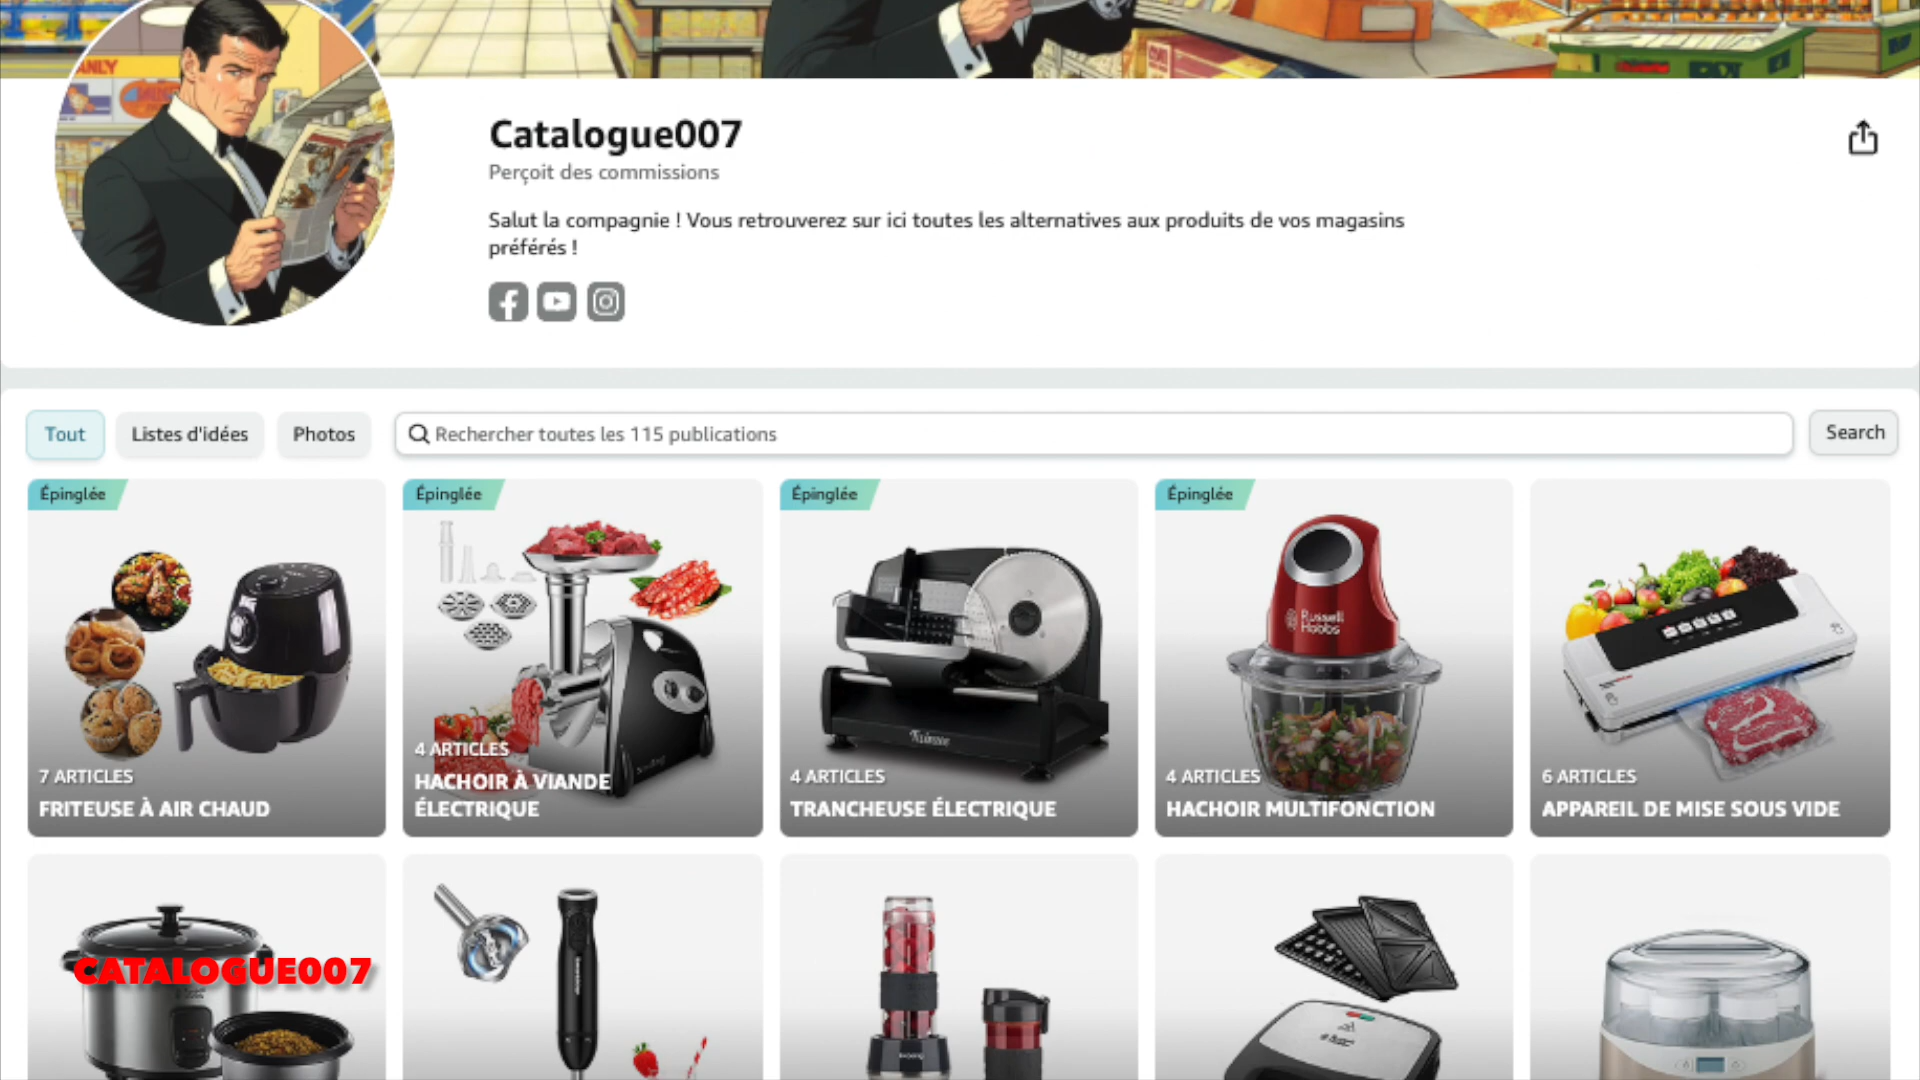 ANLY
Catalogue007
Perçoit des commissions
Salut la compagnie ! Vous retrouverez sur ici toutes les alternatives aux produits de vos magasins
préférés !
Tout
Listes d'idées
Photos
Rechercher toutes les 115 publications
Search
Épinglée
Épinglée
Épinglée
Épinglée
Russell
Hobbs
7 ARTICLES
FRITEUSE À AIR CHAUD
4 ARTICLES
HACHOIR À VIANDE
ÉLECTRIQUE
4 ARTICLES
TRANCHEUSE ÉLECTRIQUE
4 ARTICLES
HACHOIR MULTIFONCTION
6 ARTICLES
APPAREIL DE MISE SOUS VIDE
CATALOGUE007